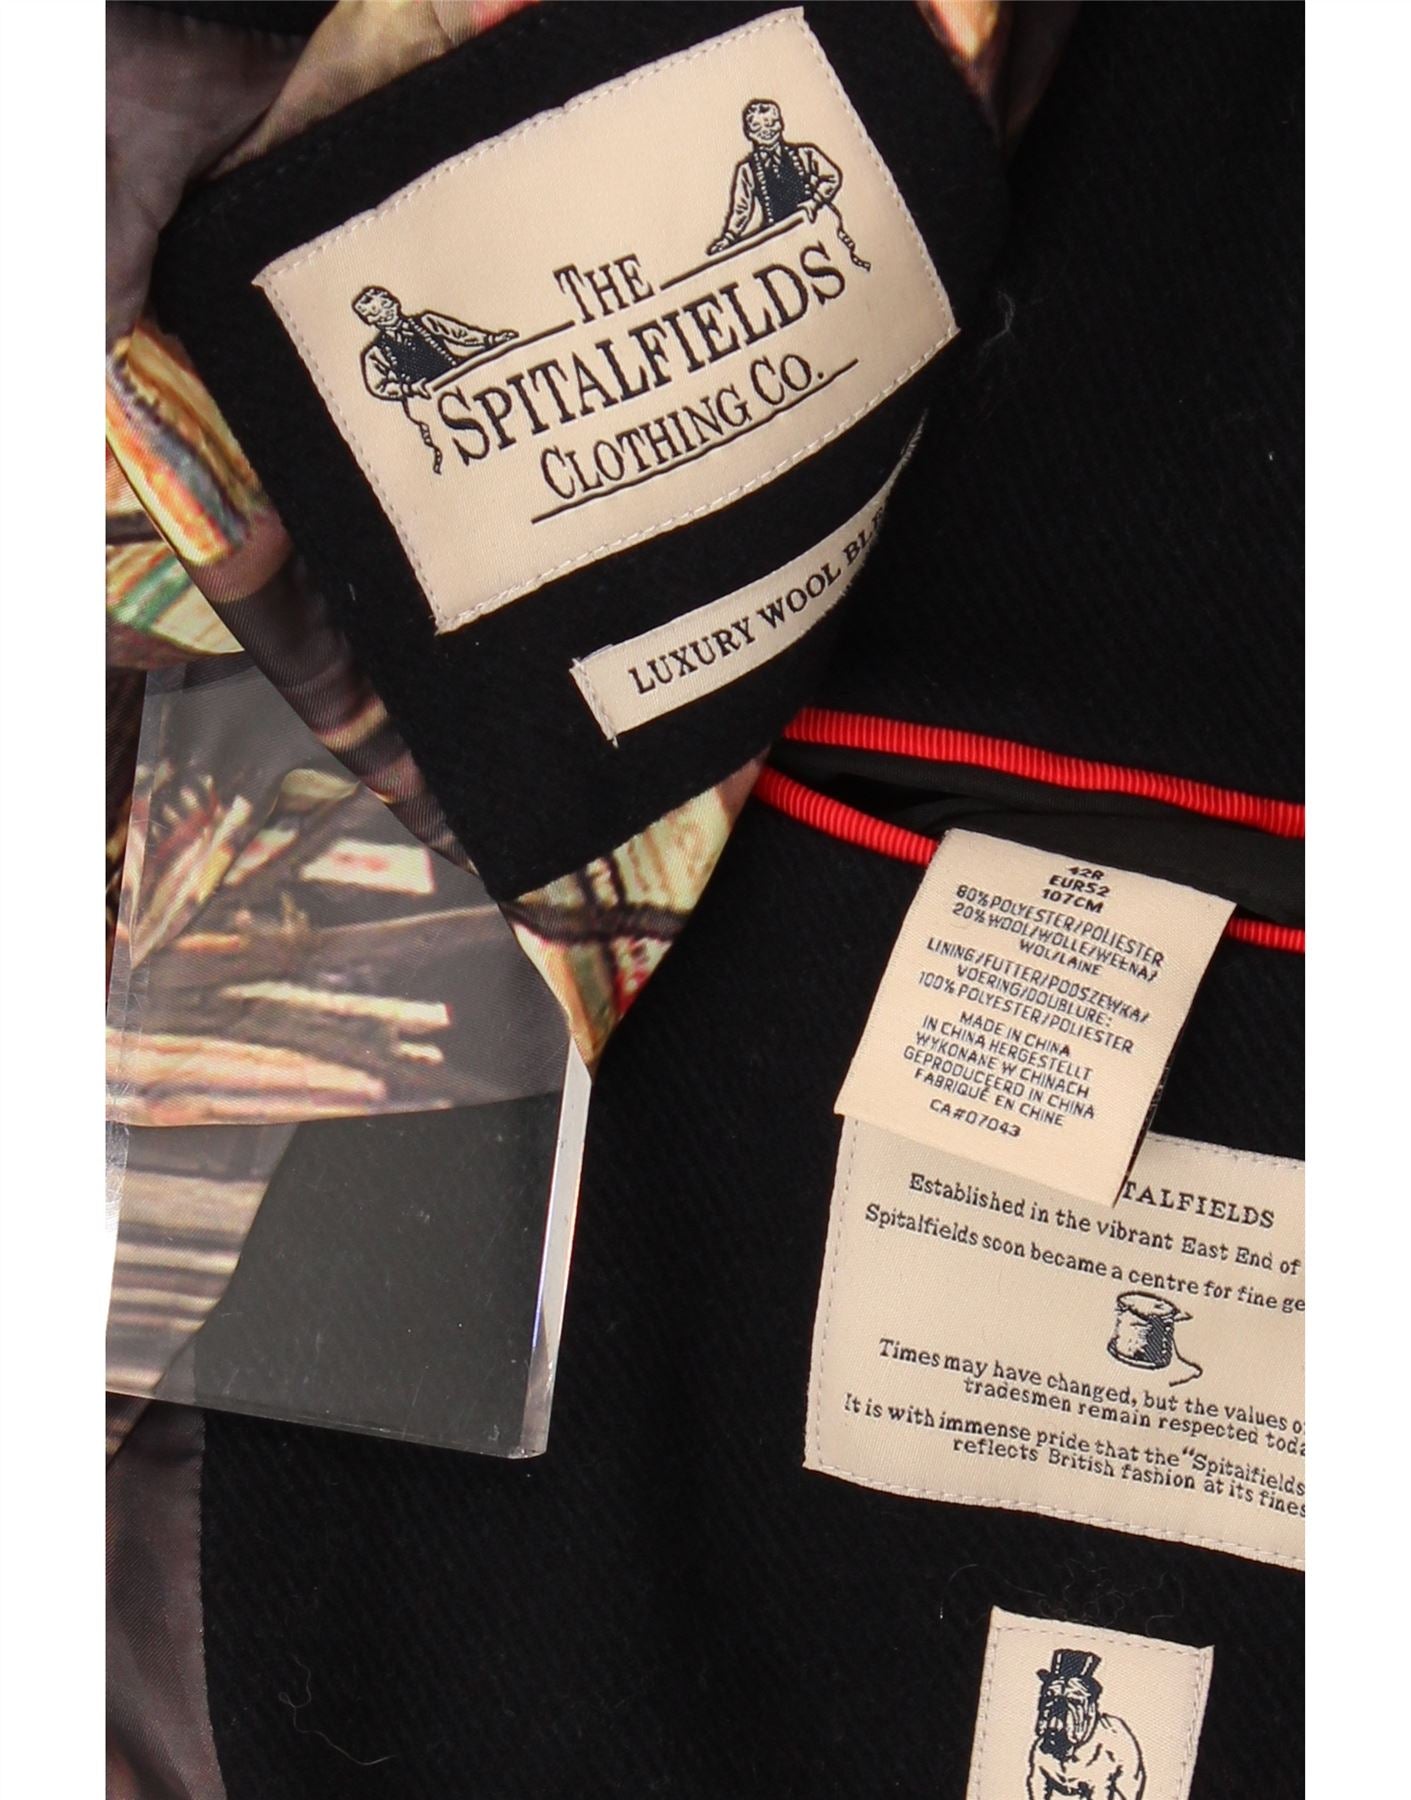 THE
SPITALFIELDS
CLOTHING CO.
LUXURY WOOL
42R
EUR52
107CM
80%POLYESTER/POLIESTER
20%WOOL/WOLLE/WEŁNA/
WOL/LAINE
LINING/FUTTER/PODSZEWKA/
VOERING/DOUBLURE:
100%POLYESTER/POLIESTER
MADE IN CHINA
IN CHINA HERGESTELLT
WYKONANE W CHINACH
GEPRODUCEERD IN CHINA
FABRIQUÉ EN CHINE
CA#07043
TALFIELDS
Established in the vibrant East End of
Spitalfields soon became a centre for fine
Times may have changed, but the values
tradesmen remain respected
It is with immense pride that the "Spitalfields
reflects British fashion at its